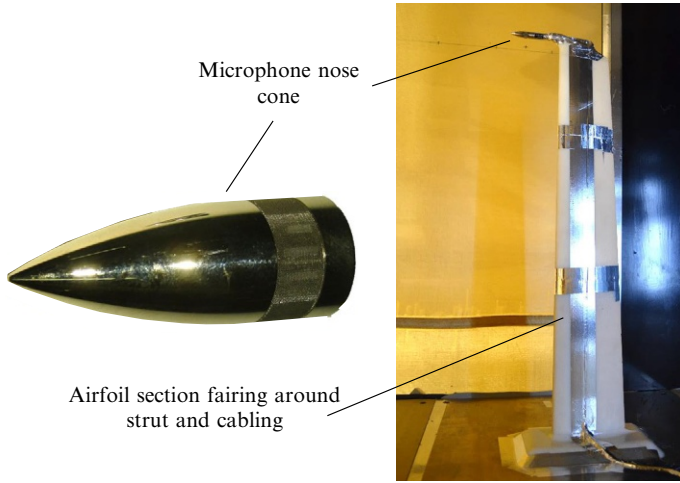 Microphone nose
cone
Airfoil section fairing around
strut and cabling